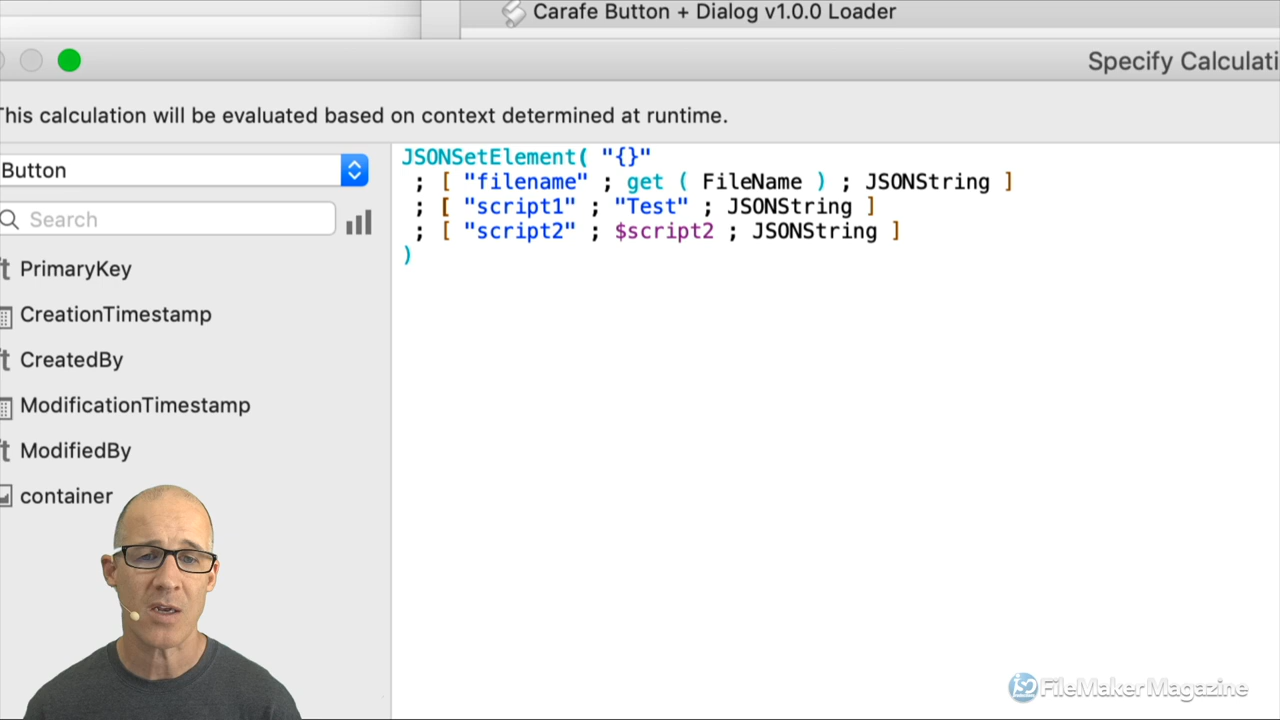 Carafe Button + Dialog v1.0.0 Loader
Specify Calculati
This calculation will be evaluated based on context determined at runtime.
Button
Search
PrimaryKey
CreationTimestamp
CreatedBy
ModificationTimestamp
ModifiedBy
container
JSONSetElement( "{}"
; [ "filename" ; get ( FileName ) ; JSONString ]
; [ "script1" ; "Test" ; JSONString ]
; [ "script2" ; $script2 ; JSONString ]
)
FileMaker Magazine